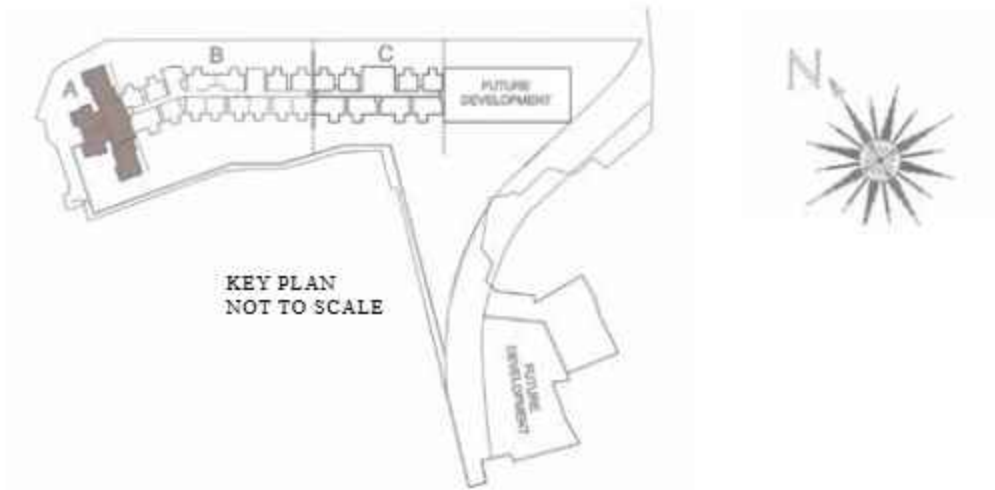 A
B
C
FUTURE
DEVELOPMENT
N
KEY PLAN
NOT TO SCALE
FUTURE
DEVELOPMENT